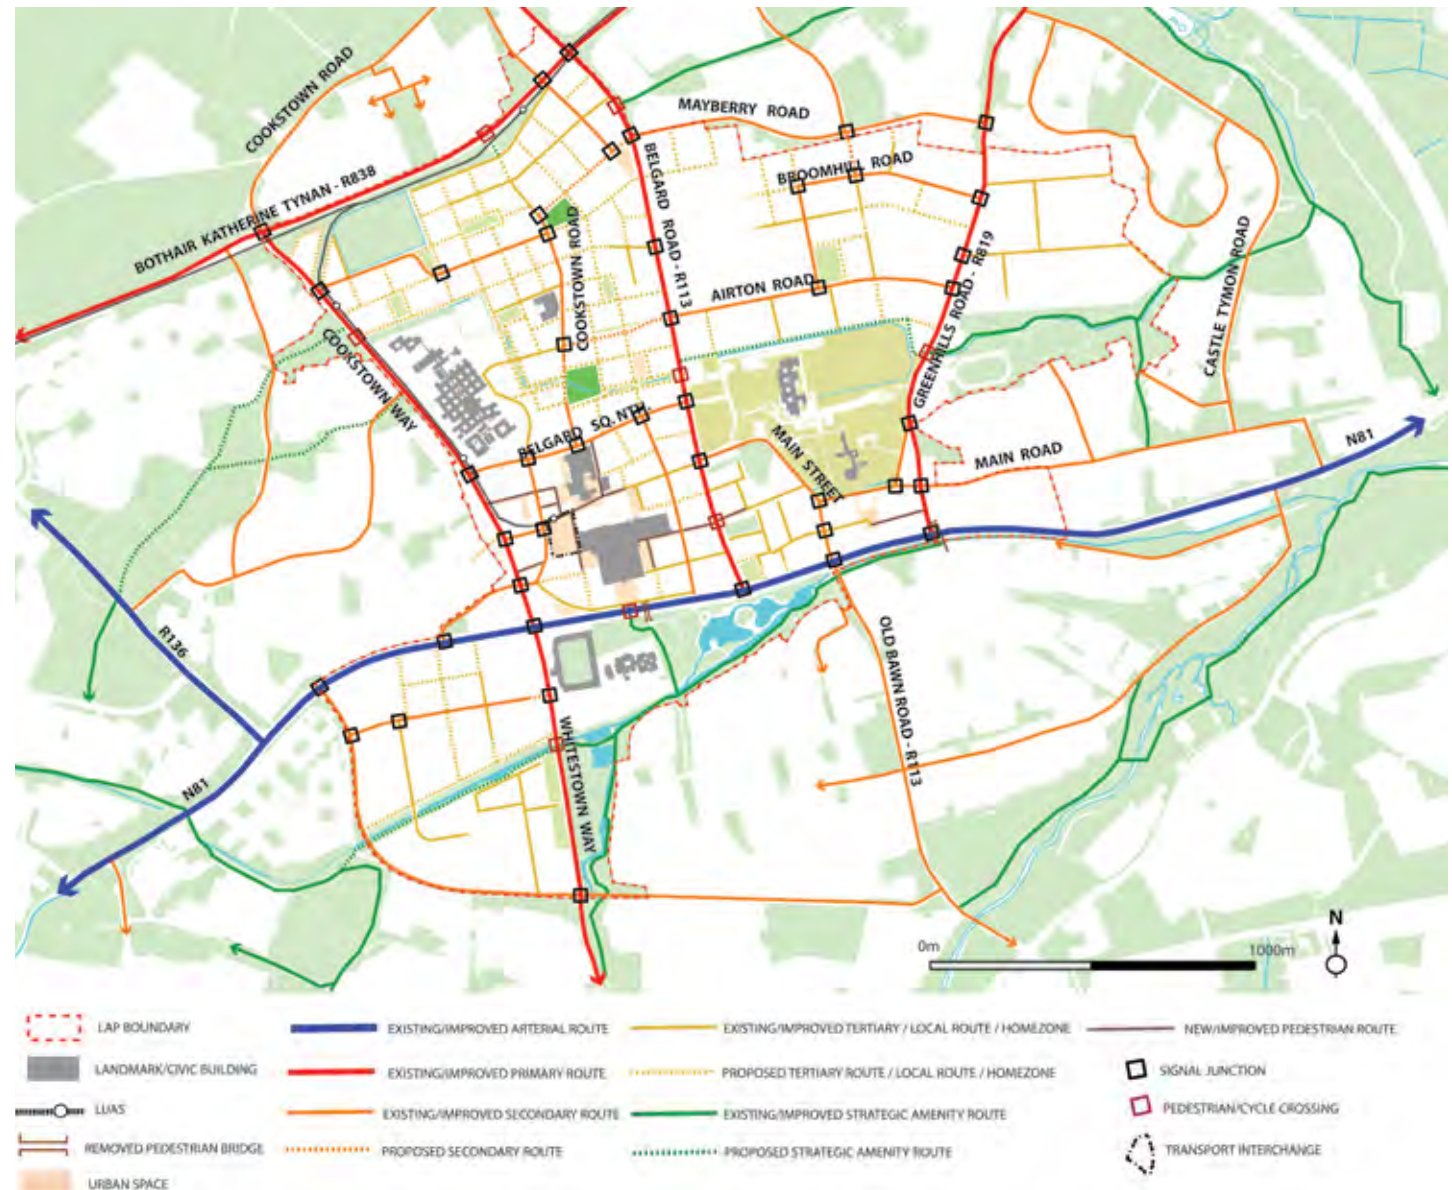 COOKSTOWN ROAD
MAYBERRY ROAD
BELGARD ROAD - R113
BROOMHILL ROAD
BOTHAIR KATHERINE TYNAN - R838
COOKSTOWN ROAD
CASTLE TYMON ROAD
AIRTON ROAD
GREENHILLS ROAD - R819
COOKSTOWN WAY
BELGARD SQ. NTH.
MAIN STREET
MAIN ROAD
N81
R136
OLD BAWN ROAD - R113
WHITESTOWN WAY
N81
N
0m
1000m
LAP BOUNDARY
EXISTING/IMPROVED ARTERIAL ROUTE
EXISTING/IMPROVED TERTIARY / LOCAL ROUTE / HOMEZONE
NEW/IMPROVED PEDESTRIAN ROUTE
LANDMARK/CIVIC BUILDING
EXISTING/IMPROVED PRIMARY ROUTE
PROPOSED TERTIARY ROUTE / LOCAL ROUTE / HOMEZONE
SIGNAL JUNCTION
LUAS
EXISTING/IMPROVED SECONDARY ROUTE
EXISTING/IMPROVED STRATEGIC AMENITY ROUTE
PEDESTRIAN/CYCLE CROSSING
REMOVED PEDESTRIAN BRIDGE
PROPOSED SECONDARY ROUTE
PROPOSED STRATEGIC AMENITY ROUTE
TRANSPORT INTERCHANGE
URBAN SPACE